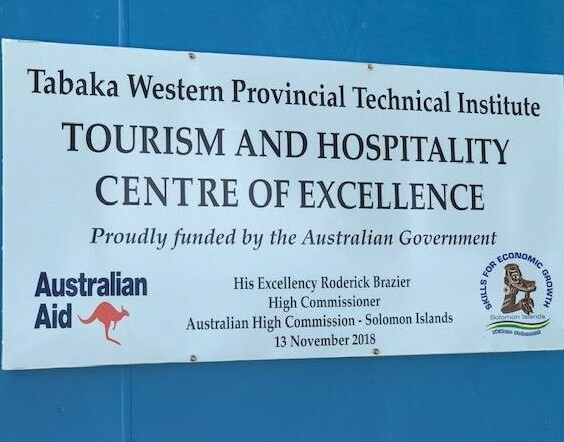 Tabaka Western Provincial Technical Institute
TOURISM AND HOSPITALITY
CENTRE OF EXCELLENCE
Proudly funded by the Australian Government
Australian
Aid
His Excellency Roderick Brazier
High Commissioner
Australian High Commission - Solomon Islands
13 November 2018
SKILLS FOR ECONOMIC GROWTH
Solomon Islands